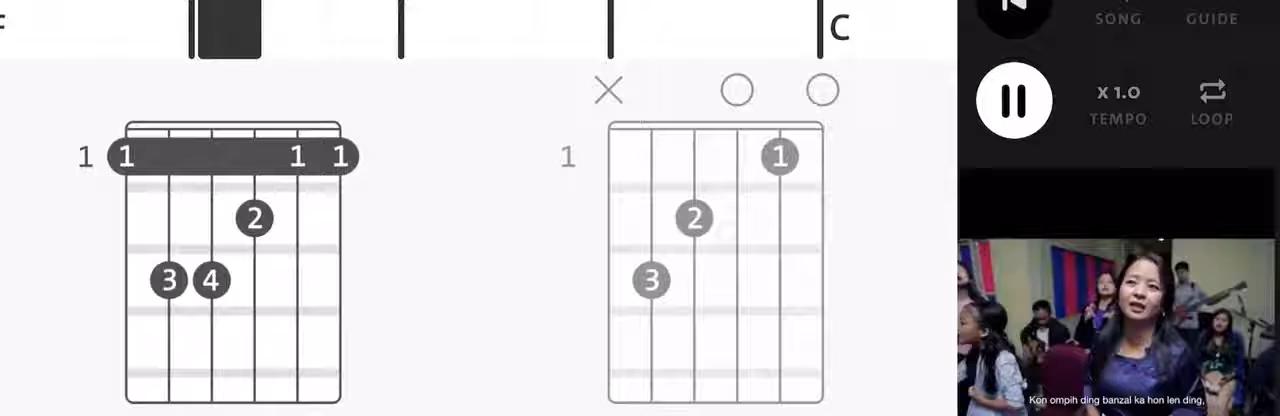 F
C
1
1 1 1
2
3 4
1
1
2
3
SONG GUIDE
X 1.0
TEMPO LOOP
Kon ompih ding banzal ka hon len ding,